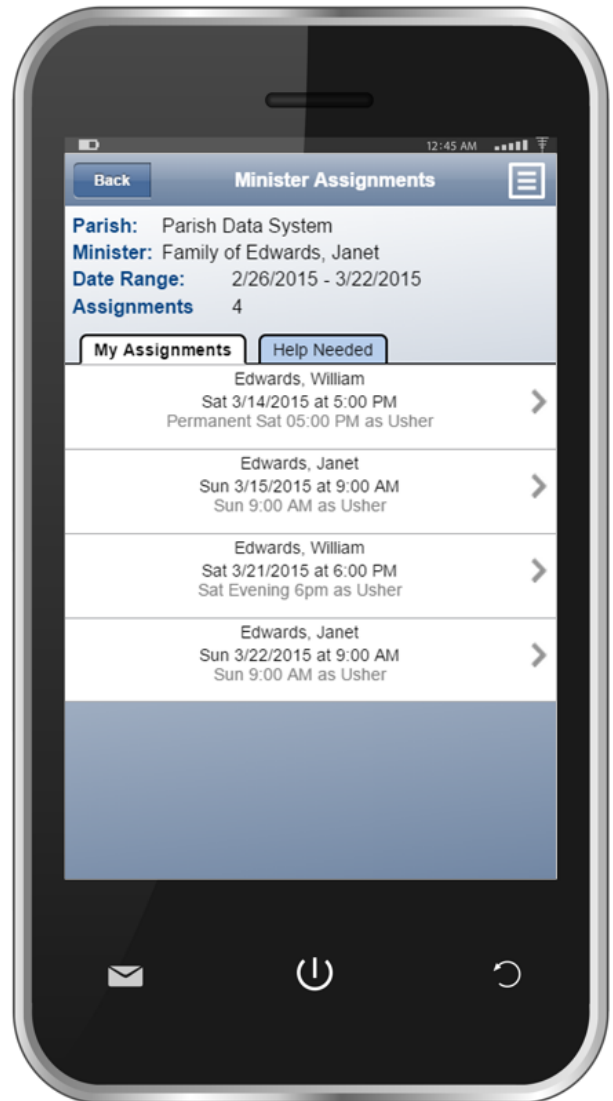 12:45 AM
Back
Minister Assignments
Parish: Parish Data System
Minister: Family of Edwards, Janet
Date Range: 2/26/2015 - 3/22/2015
Assignments 4
My Assignments
Help Needed
Edwards, William
Sat 3/14/2015 at 5:00 PM
Permanent Sat 05:00 PM as Usher
Edwards, Janet
Sun 3/15/2015 at 9:00 AM
Sun 9:00 AM as Usher
Edwards, William
Sat 3/21/2015 at 6:00 PM
Sat Evening 6pm as Usher
Edwards, Janet
Sun 3/22/2015 at 9:00 AM
Sun 9:00 AM as Usher